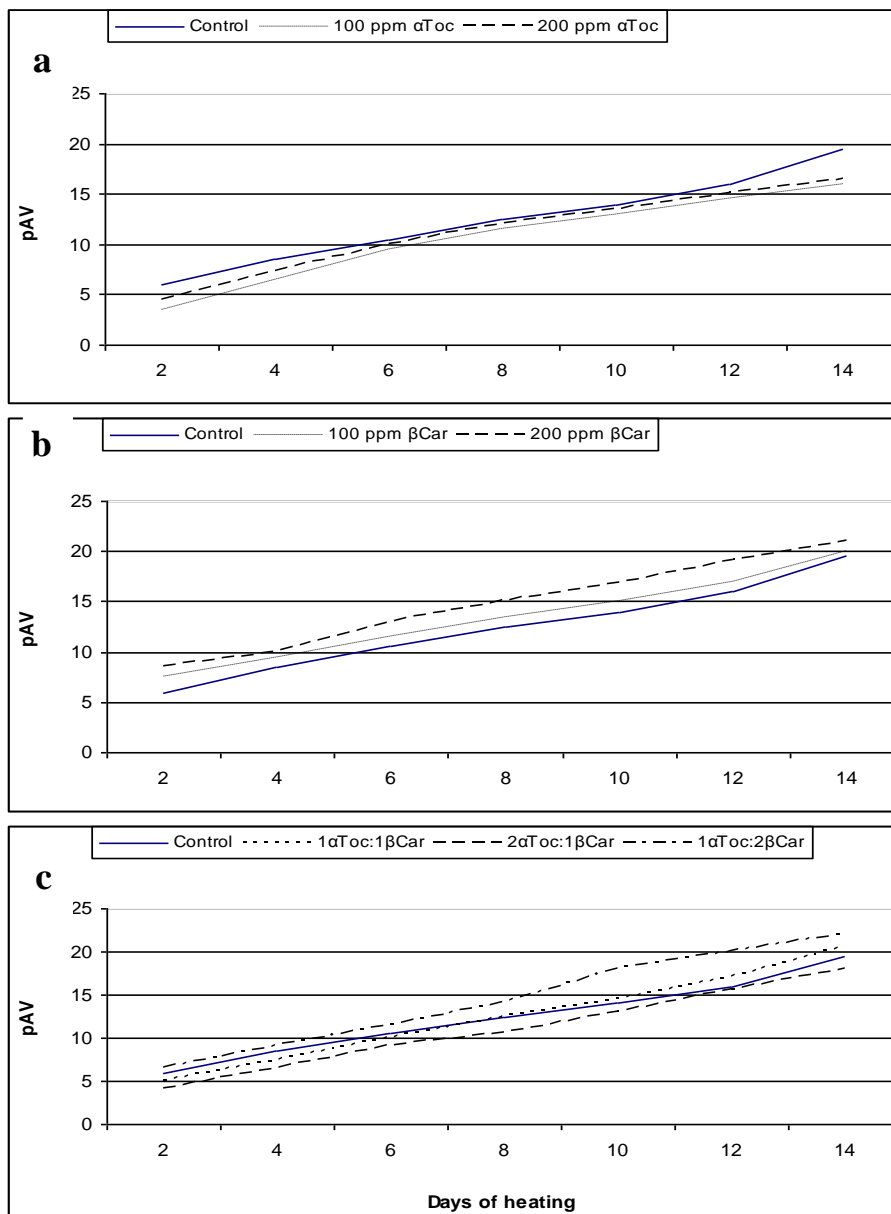 Control 100 ppm αToc 200 ppm αToc
a
25
20
15
10
5
0
pAV
2 4 6 8 10 12 14
Control 100 ppm βCar 200 ppm βCar
b
25
20
15
10
5
0
pAV
2 4 6 8 10 12 14
Control 1αToc:1βCar 2αToc:1βCar 1αToc:2βCar
c
25
20
15
10
5
0
pAV
2 4 6 8 10 12 14
Days of heating